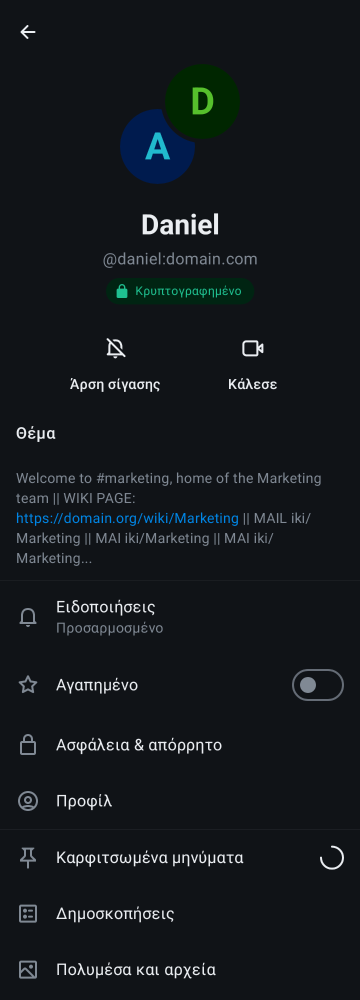 D
A
Daniel
@daniel:domain.com
Κρυπτογραφημένο
Άρση σίγασης
Κάλεσε
Θέμα
Welcome to #marketing, home of the Marketing
team || WIKI PAGE:
https://domain.org/wiki/Marketing || MAIL iki/
Marketing || MAI iki/Marketing || MAI iki/
Marketing...
Ειδοποιήσεις
Προσαρμοσμένο
Αγαπημένο
Ασφάλεια & απόρρητο
Προφίλ
Καρφιτσωμένα μηνύματα
Δημοσκοπήσεις
Πολυμέσα και αρχεία